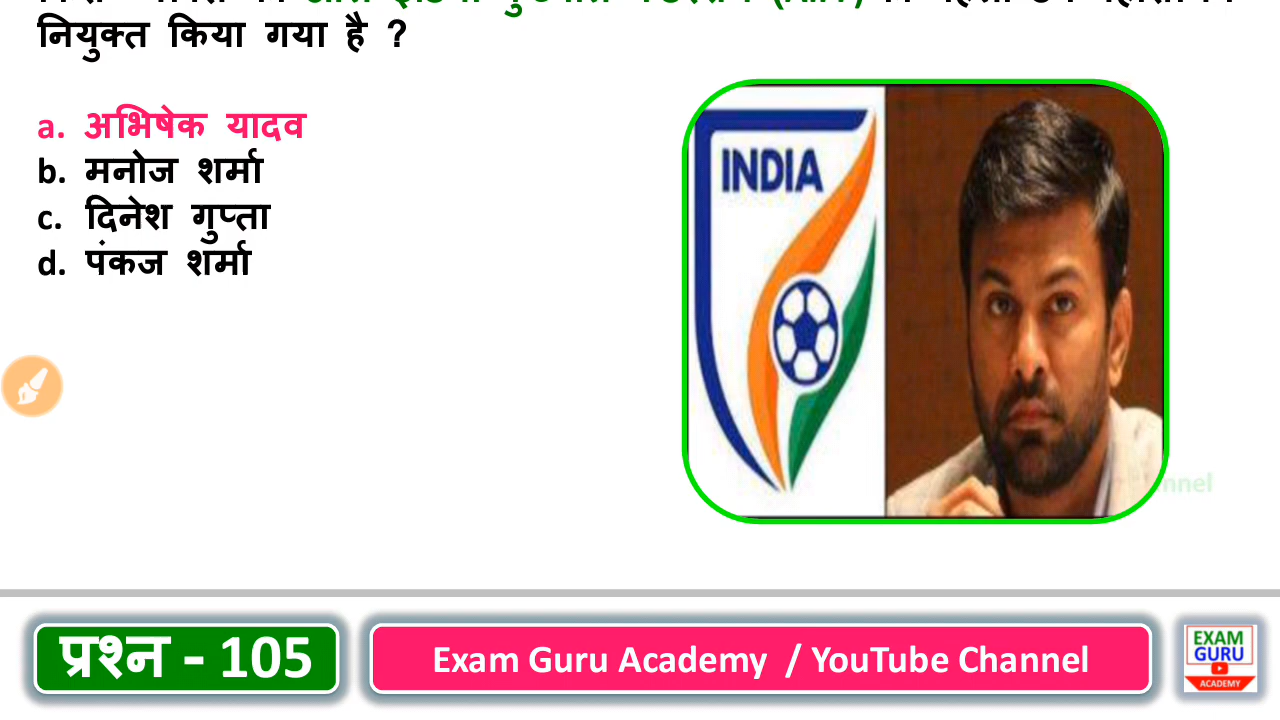 नियुक्त किया गया है ?
a. अभिषेक यादव
b. मनोज शर्मा
c. दिनेश गुप्ता
d. पंकज शर्मा
INDIA
प्रश्न - 105
Exam Guru Academy / YouTube Channel
EXAM
GURU
ACADEMY